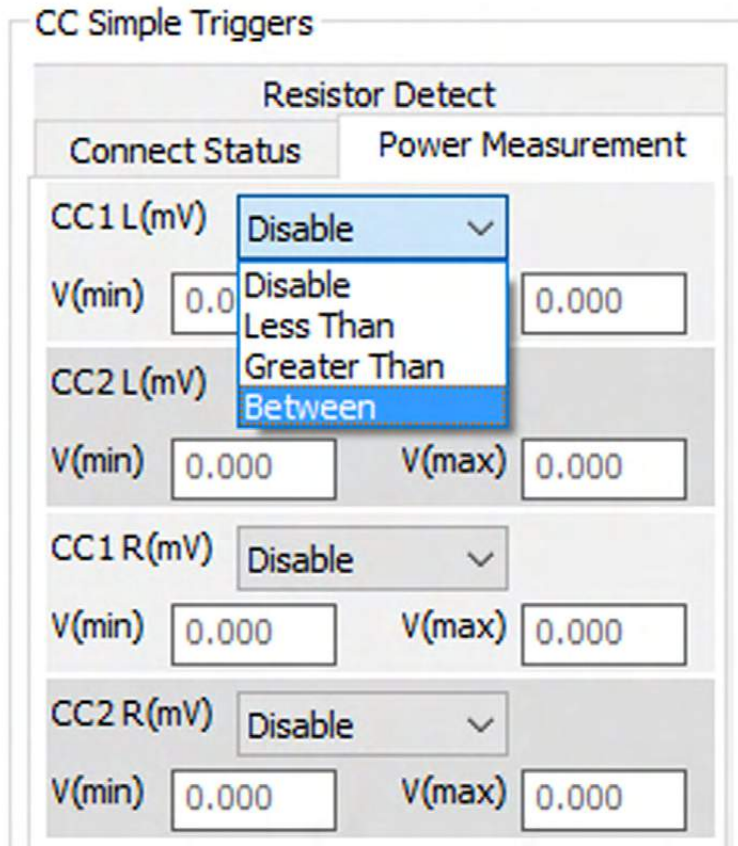 CC Simple Triggers
Resistor Detect
Connect Status Power Measurement
CC1 L(mV) Disable
Disable
V(min) 0.0 0.000
Less Than
Greater Than
CC2 L(mV)
Between
V(min) 0.000 V(max) 0.000
CC1 R(mV) Disable
V(min) 0.000 V(max) 0.000
CC2 R(mV) Disable
V(min) 0.000 V(max) 0.000